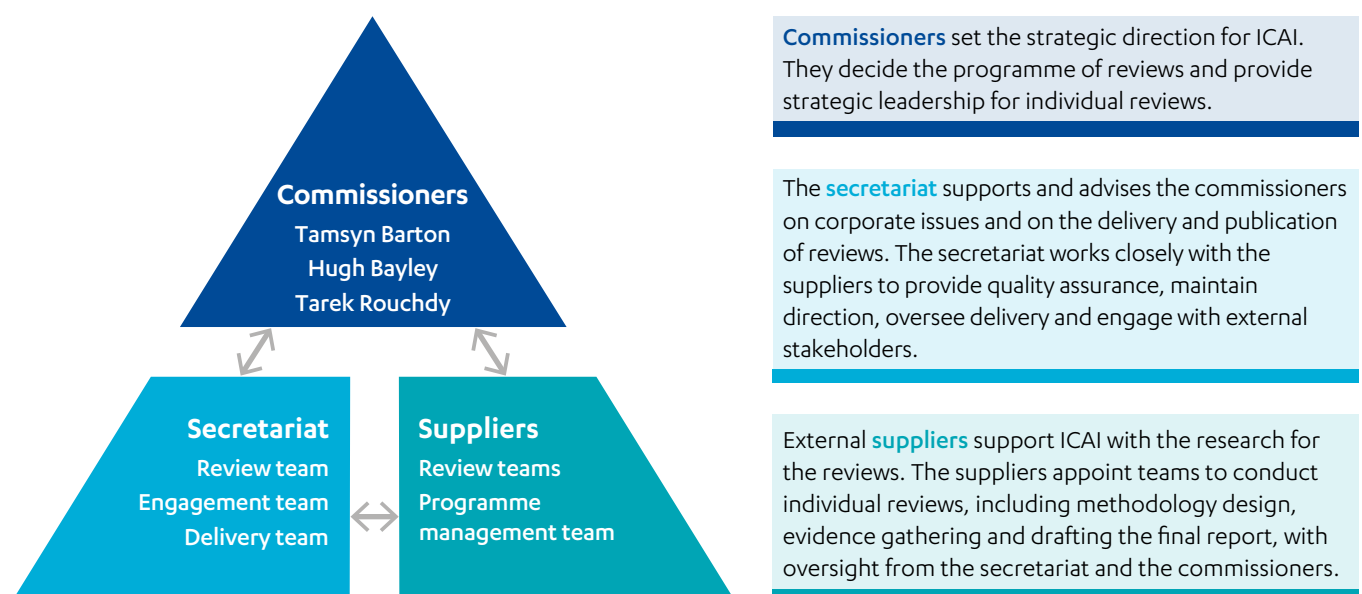 Commissioners
Tamsyn Barton
Hugh Bayley
Tarek Rouchdy
Secretariat
Review team
Engagement team
Delivery team
Suppliers
Review teams
Programme
management team
Commissioners set the strategic direction for ICAI.
They decide the programme of reviews and provide
strategic leadership for individual reviews.
The secretariat supports and advises the commissioners
on corporate issues and on the delivery and publication
of reviews. The secretariat works closely with the
suppliers to provide quality assurance, maintain
direction, oversee delivery and engage with external
stakeholders.
External suppliers support ICAI with the research for
the reviews. The suppliers appoint teams to conduct
individual reviews, including methodology design,
evidence gathering and drafting the final report, with
oversight from the secretariat and the commissioners.